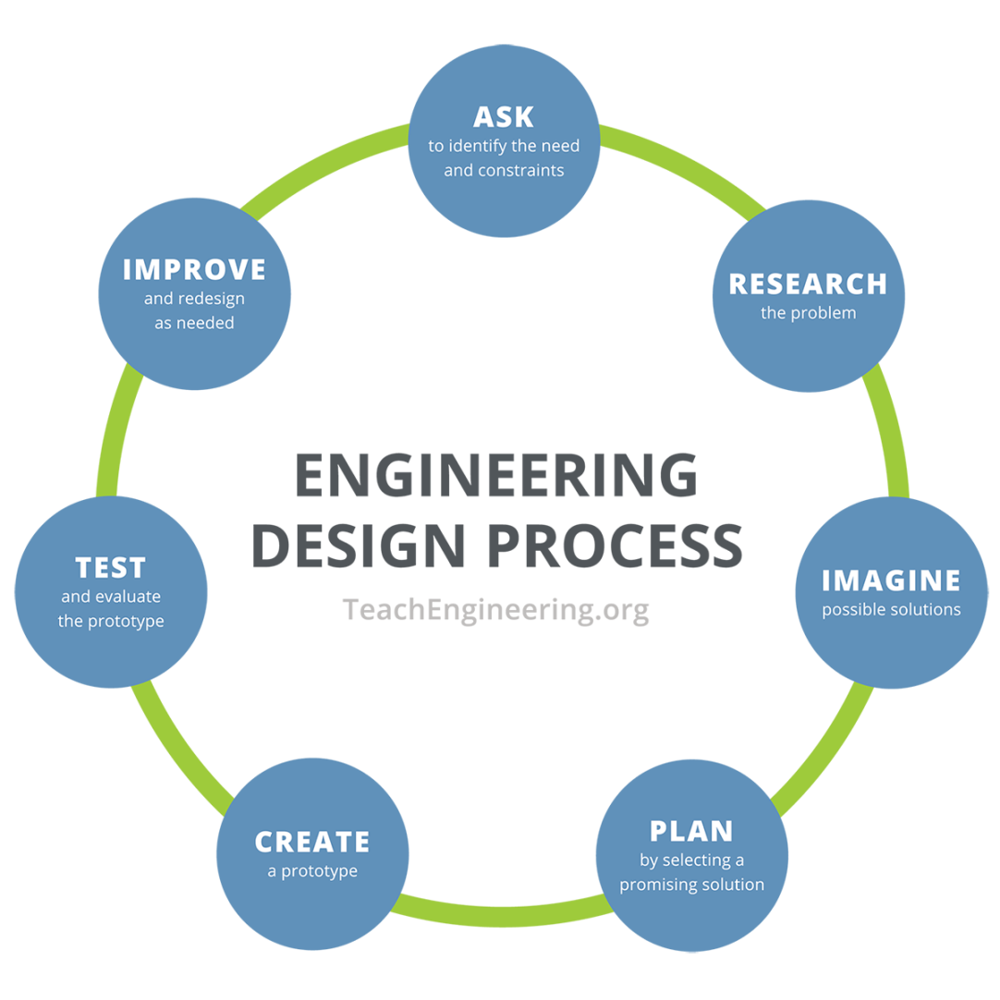 ASK
to identify the need
and constraints
RESEARCH
the problem
IMAGINE
possible solutions
PLAN
by selecting a
promising solution
CREATE
a prototype
TEST
and evaluate
the prototype
IMPROVE
and redesign
as needed
ENGINEERING
DESIGN PROCESS
TeachEngineering.org